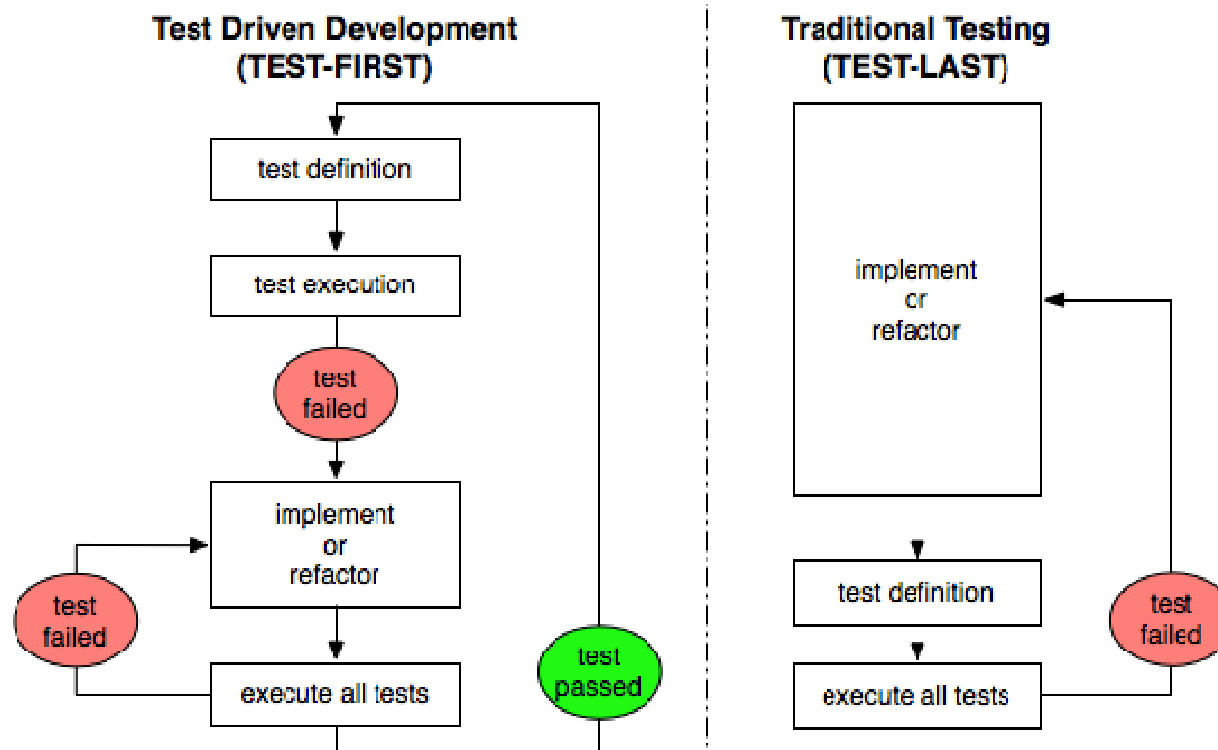 Test Driven Development
(TEST-FIRST)
test definition
test execution
test
failed
implement
or
refactor
test
failed
execute all tests
test
passed
Traditional Testing
(TEST-LAST)
implement
or
refactor
test definition
test
failed
execute all tests